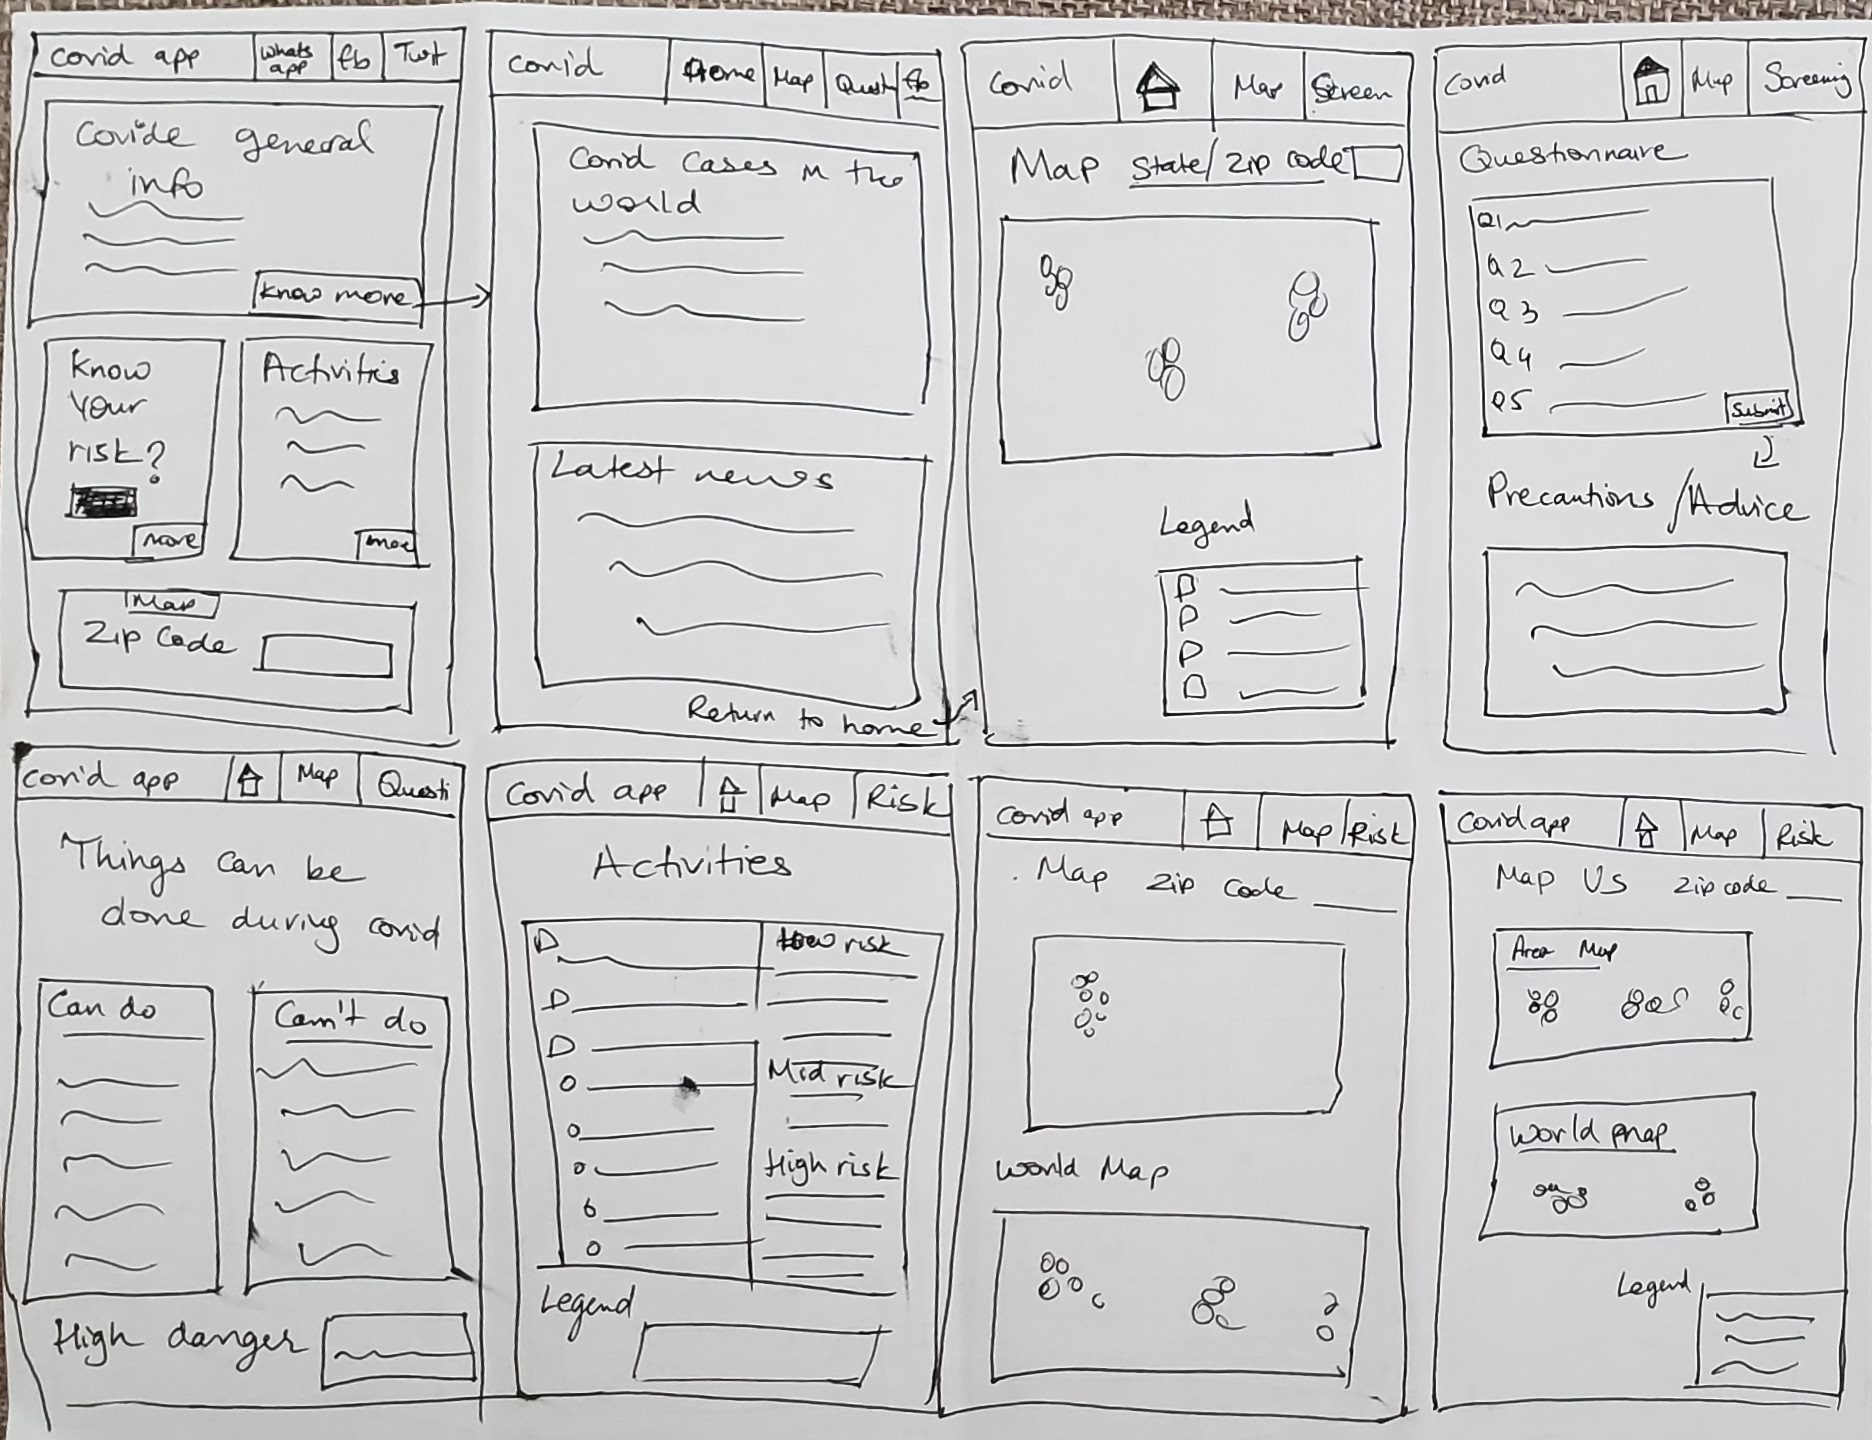 covid app
whats app
fb
Twt
Covide general
info
know more
know
Your
risk?
more
Activitis
more
Map
Zip Code
covid
Home
Map
Quest
fb
Covid cases in the
world
Latest news
Return to home
Covid
Map
Screen
Map State/Zip code
Legend
Covid
Map
Screening
Questionnaire
Q1
Q2
Q3
Q4
Q5
Submit
Precautions/Advice
covid app
Map
Questi
Things can be
done during covid
Can do
Can't do
High danger
Covid app
Map
Risk
Activities
Low risk
Mid risk
High risk
Legend
covid app
Map
Risk
Map Zip code
World Map
Covid app
Map
Risk
Map US Zip code
Area Map
World Map
Legend